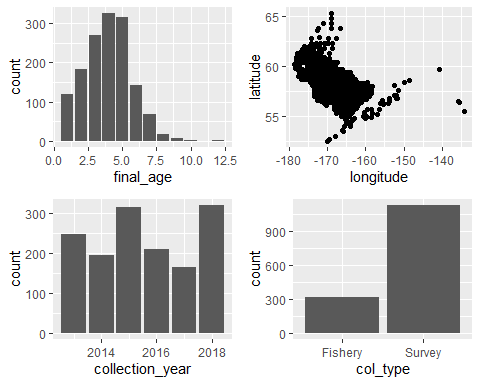 count
300
200
100
0
0.0 2.5 5.0 7.5 10.0 12.5
final_age
latitude
65
60
55
-180 -170 -160 -150 -140
longitude
count
300
200
100
0
2014 2016 2018
collection_year
count
900
600
300
0
Fishery Survey
col_type